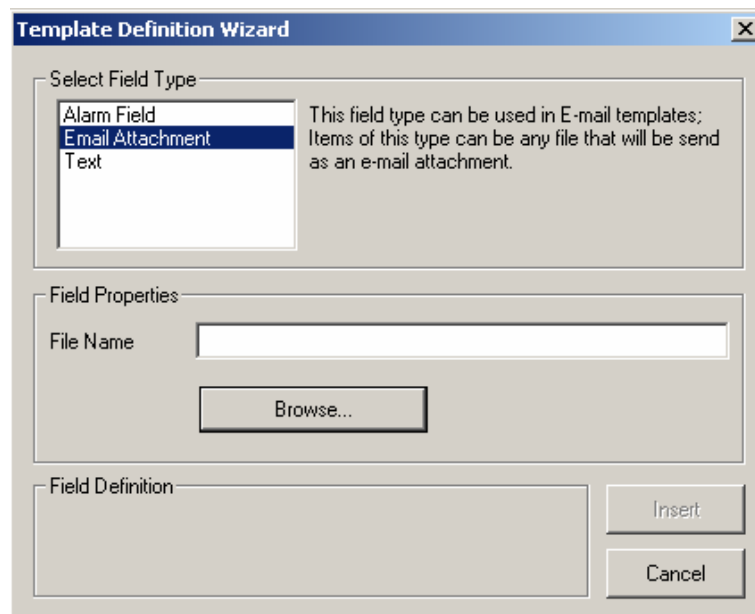 Template Definition Wizard
Select Field Type
Alarm Field
Email Attachment
Text
This field type can be used in E-mail templates;
Items of this type can be any file that will be send
as an e-mail attachment.
Field Properties
File Name
Browse...
Field Definition
Insert
Cancel